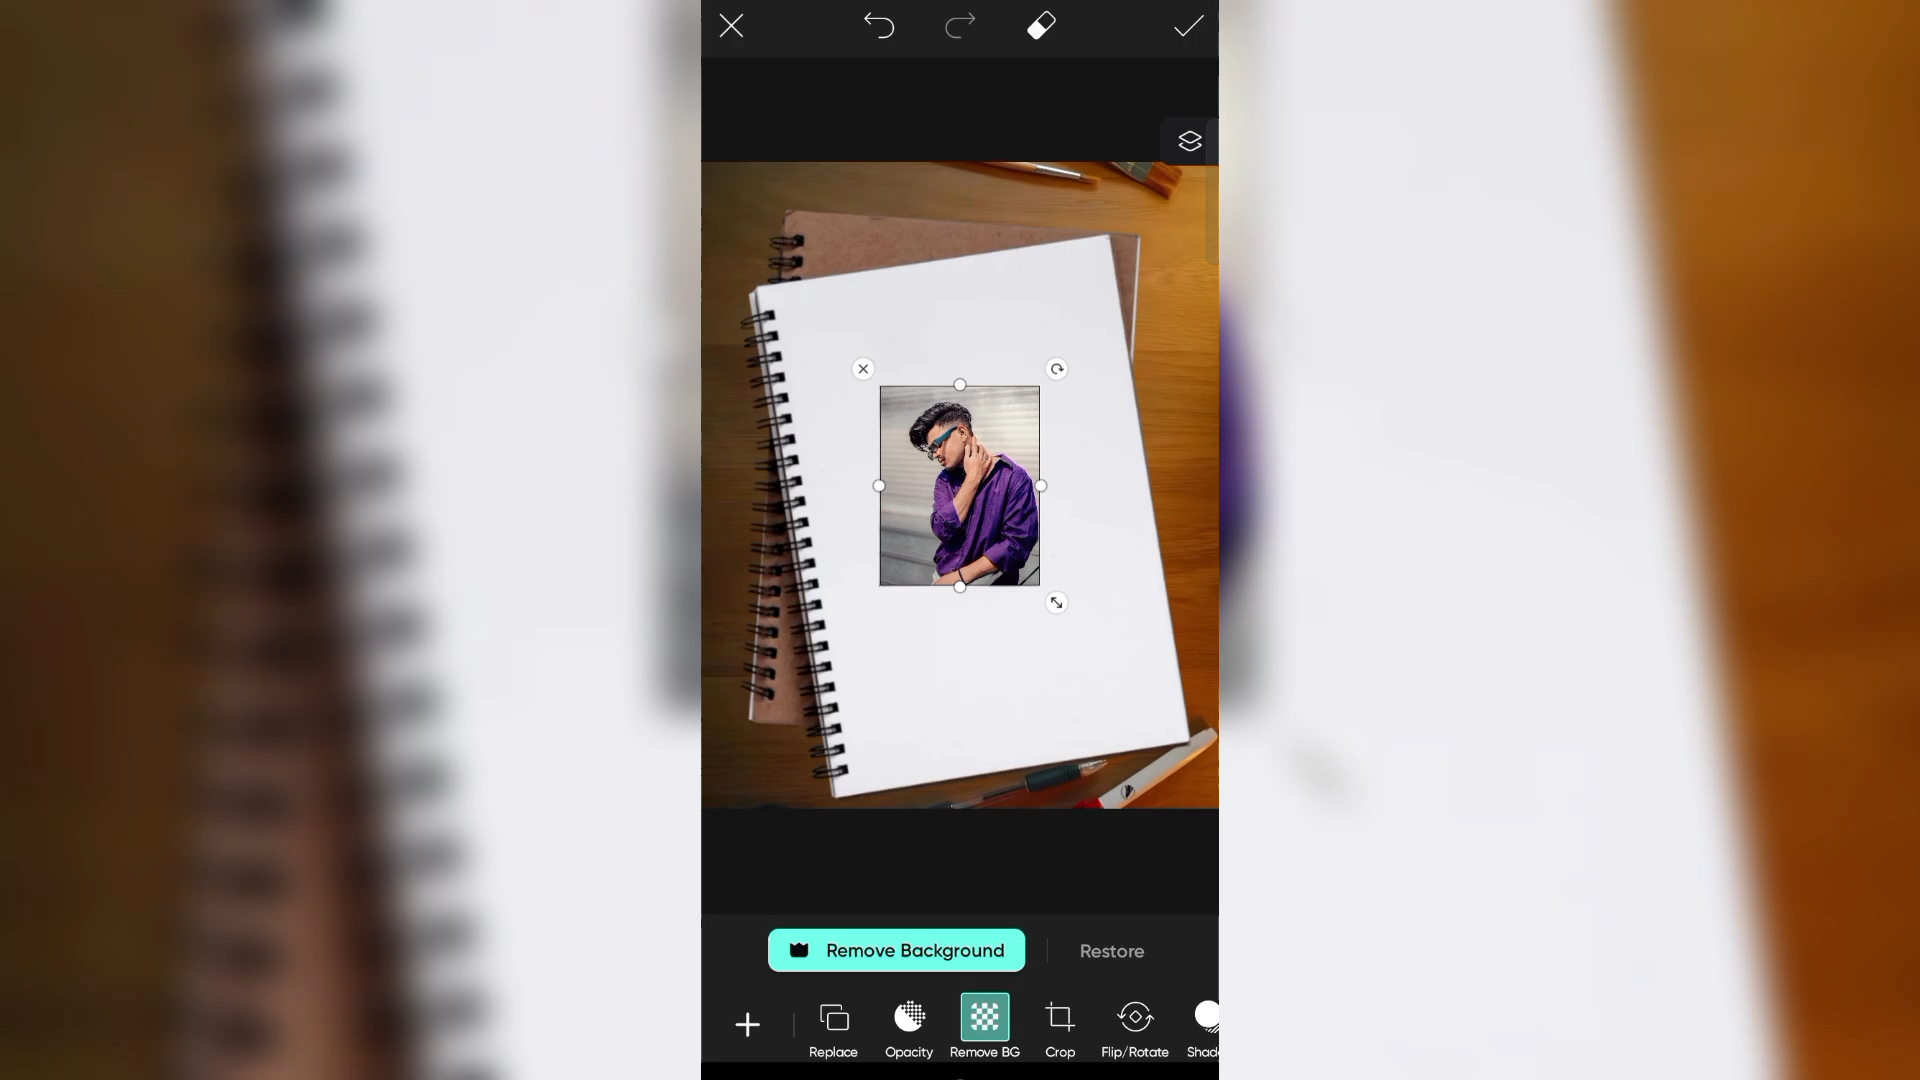 Remove Background
Restore
Replace
Opacity
Remove BG
Crop
Flip/Rotate